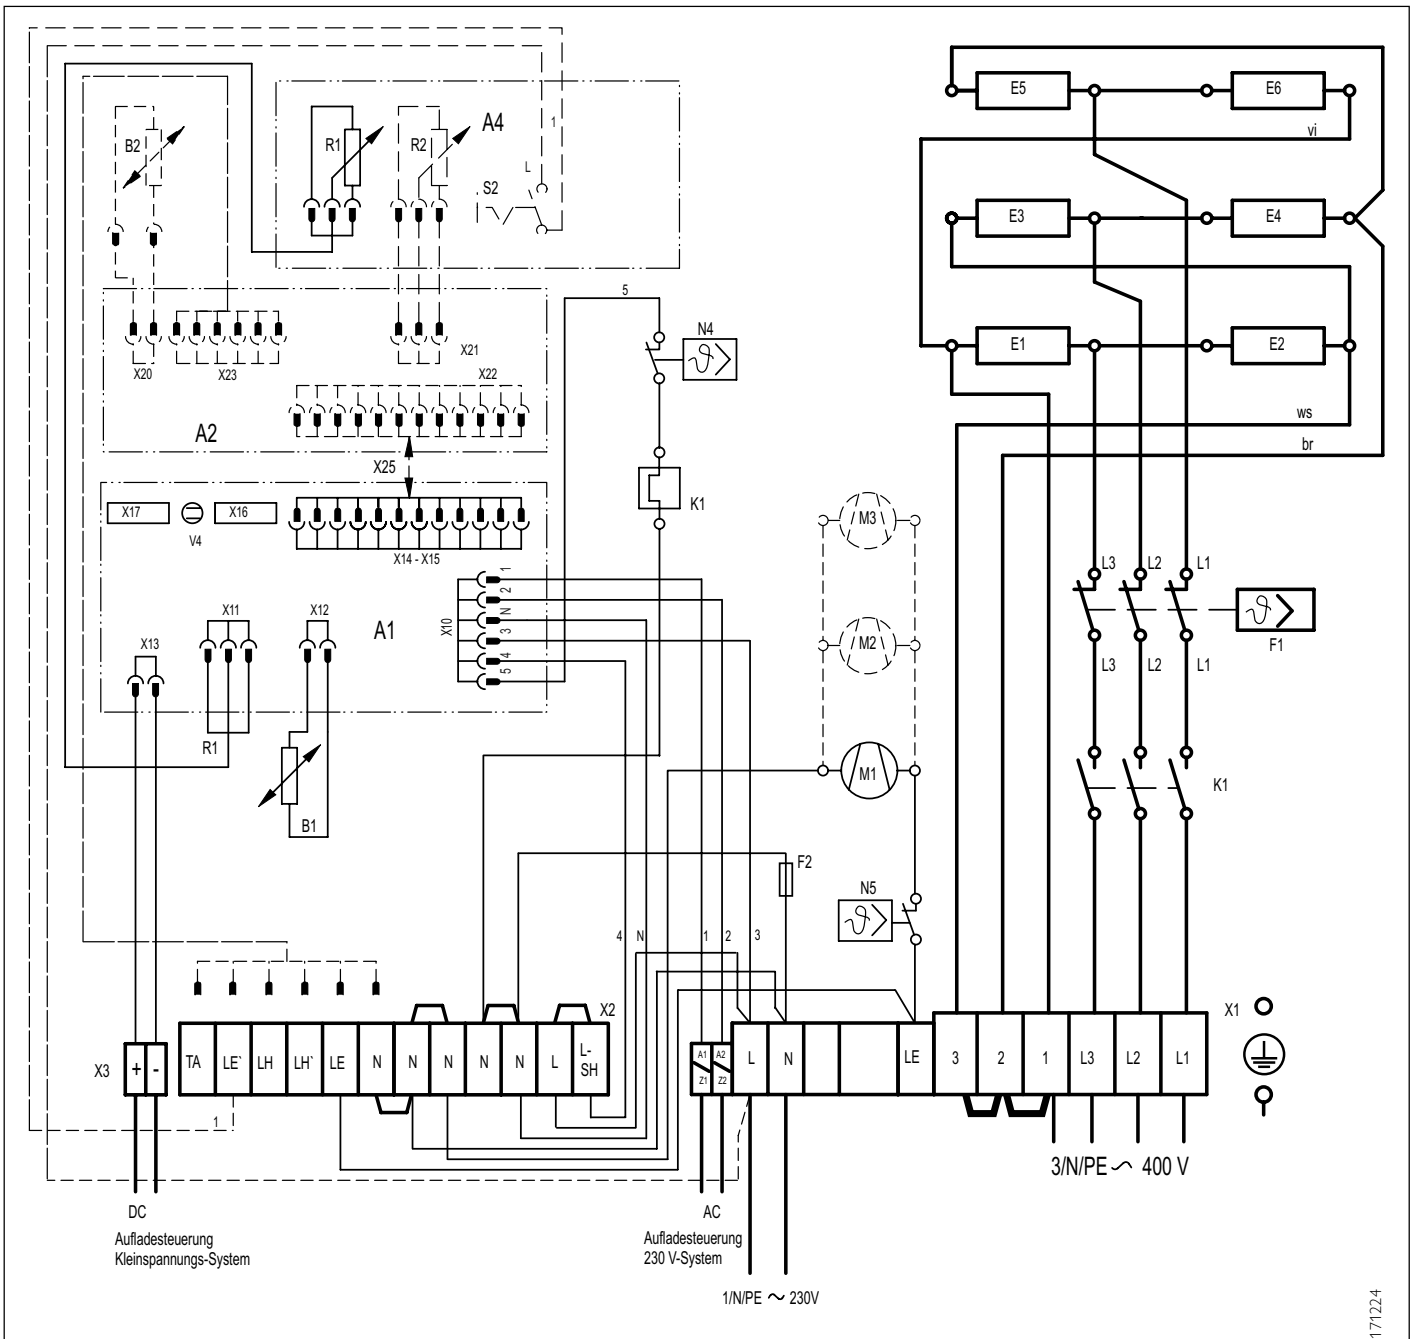 E5
E6
vi
A4
R1
R2
1
L
S2
B2
E3
E4
5
N4
E1
E2
X20
X23
X21
X22
A2
ws
br
X25
X17
V4
X16
K1
X14 - X15
M3
L3
L2
L1
F1
X11
X12
A1
X10
1
2
N
3
4
5
X13
M2
L3
L2
L1
R1
B1
M1
K1
F2
N5
4
N
1
2
3
X2
X1
X3
+
-
TA
LE`
LH
LH`
LE
N
N
N
N
N
L
L-
SH
A1
Z1
A2
Z2
L
N
LE
3
2
1
L3
L2
L1
1
3/N/PE ~ 400 V
DC
Aufladesteuerung
Kleinspannungs-System
AC
Aufladesteuerung
230 V-System
1/N/PE ~ 230V
171224